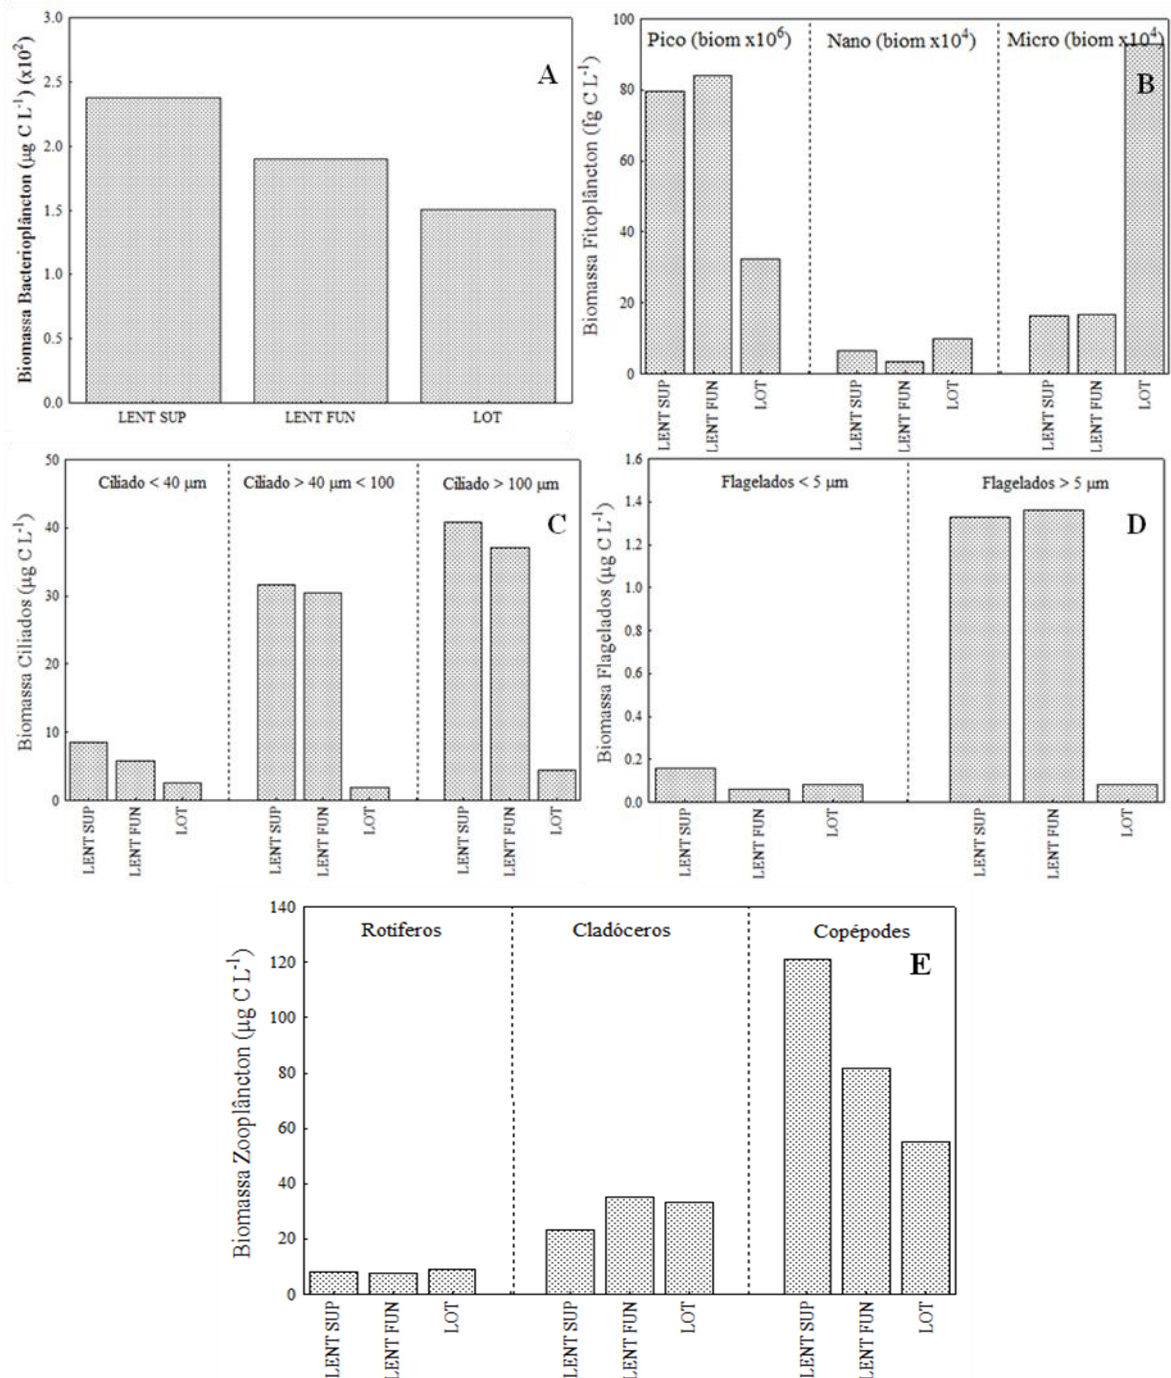 Biomassa Bacterioplâncton (µg C L⁻¹) (x10²)
3.0
2.5
2.0
1.5
1.0
0.5
0.0
A
LENT SUP LENT FUN LOT
Biomassa Fitoplâncton (fg C L⁻¹)
100
80
60
40
20
0
Pico (biom x10⁶) Nano (biom x10⁴) Micro (biom x10⁴)
B
LENT SUP LENT FUN LOT LENT SUP LENT FUN LOT LENT SUP LENT FUN LOT
Biomassa Ciliados (µg C L⁻¹)
50
40
30
20
10
0
Ciliado < 40 µm Ciliado > 40 µm < 100 Ciliado > 100 µm
C
LENT SUP LENT FUN LOT LENT SUP LENT FUN LOT LENT SUP LENT FUN LOT
Biomassa Flagelados (µg C L⁻¹)
1.6
1.4
1.2
1.0
0.8
0.6
0.4
0.2
0.0
Flagelados < 5 µm Flagelados > 5 µm
D
LENT SUP LENT FUN LOT LENT SUP LENT FUN LOT
Biomassa Zooplâncton (µg C L⁻¹)
140
120
100
80
60
40
20
0
Rotíferos Cladóceros Copépodes
E
LENT SUP LENT FUN LOT LENT SUP LENT FUN LOT LENT SUP LENT FUN LOT